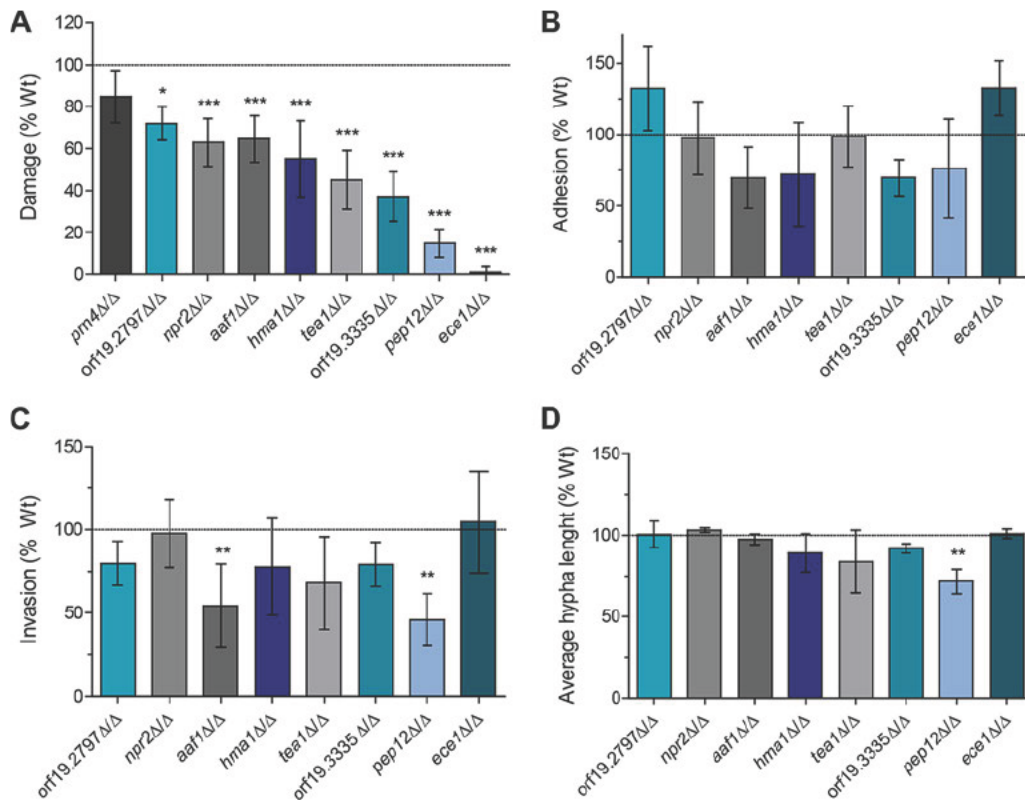 A
Damage (% Wt)
120
100
80
60
40
20
0
*
***
***
***
***
***
***
***
prn4Δ/Δ
orf19.2797Δ/Δ
npr2Δ/Δ
aaf1Δ/Δ
hma1Δ/Δ
tea1Δ/Δ
orf19.3335Δ/Δ
pep12Δ/Δ
ece1Δ/Δ
B
Adhesion (% Wt)
150
100
50
0
orf19.2797Δ/Δ
npr2Δ/Δ
aaf1Δ/Δ
hma1Δ/Δ
tea1Δ/Δ
orf19.3335Δ/Δ
pep12Δ/Δ
ece1Δ/Δ
C
Invasion (% Wt)
150
100
50
0
**
**
orf19.2797Δ/Δ
npr2Δ/Δ
aaf1Δ/Δ
hma1Δ/Δ
tea1Δ/Δ
orf19.3335 Δ/Δ
pep12Δ/Δ
ece1Δ/Δ
D
Average hypha lenght (% Wt)
150
100
50
0
**
orf19.2797Δ/Δ
npr2Δ/Δ
aaf1Δ/Δ
hma1Δ/Δ
tea1Δ/Δ
orf19.3335Δ/Δ
pep12Δ/Δ
ece1Δ/Δ